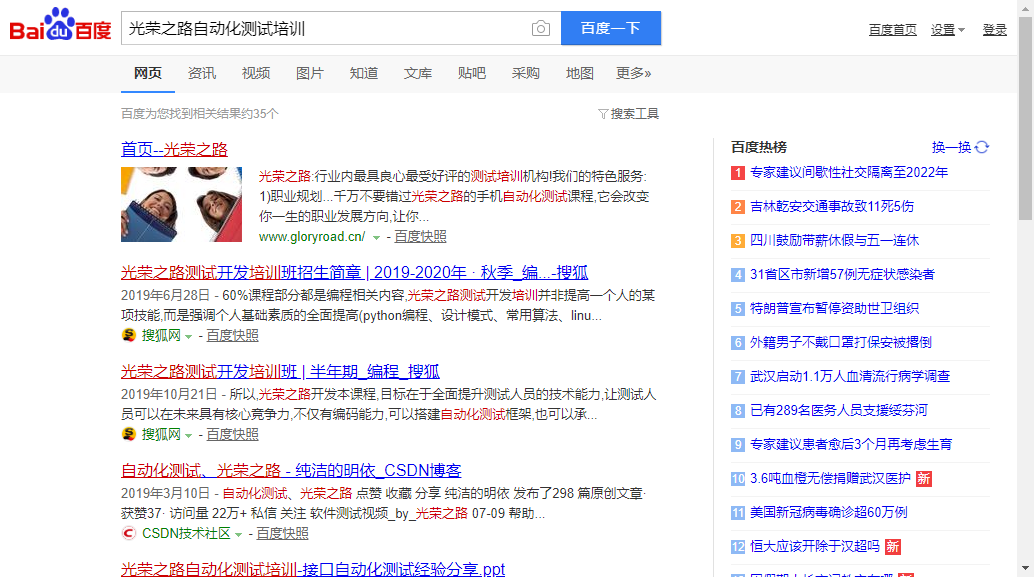 Bai du 百度
光荣之路自动化测试培训
百度一下
百度首页 设置 登录
网页 资讯 视频 图片 知道 文库 贴吧 采购 地图 更多»
百度为您找到相关结果约35个
搜索工具
首页--光荣之路
光荣之路:行业内最具良心最受好评的测试培训机构!我们的特色服务:
1)职业规划...千万不要错过光荣之路的手机自动化测试课程,它会改变
你一生的职业发展方向,让你...
www.gloryroad.cn/ - 百度快照
光荣之路测试开发培训班招生简章 | 2019-2020年 · 秋季_编...-搜狐
2019年6月28日 - 60%课程部分都是编程相关内容,光荣之路测试开发培训并非提高一个人的某
项技能,而是强调个人基础素质的全面提高(python编程、设计模式、常用算法、linu...
搜狐网 - 百度快照
光荣之路测试开发培训班 | 半年期_编程_搜狐
2019年10月21日 - 所以,光荣之路开发本课程,目标在于全面提升测试人员的技术能力,让测试人
员可以在未来具有核心竞争力,不仅有编码能力,可以搭建自动化测试框架,也可以承...
搜狐网 - 百度快照
自动化测试、光荣之路 - 纯洁的明依_CSDN博客
2019年3月10日 - 自动化测试、光荣之路 点赞 收藏 分享 纯洁的明依 发布了298 篇原创文章·
获赞37· 访问量 22万+ 私信 关注 软件测试视频_by_光荣之路 07-09 帮助...
CSDN技术社区 - 百度快照
光荣之路自动化测试培训-接口自动化测试经验分享.ppt
百度热榜 换一换
1 专家建议间歇性社交隔离至2022年
2 吉林乾安交通事故致11死5伤
3 四川鼓励带薪休假与五一连休
4 31省区市新增57例无症状感染者
5 特朗普宣布暂停资助世卫组织
6 外籍男子不戴口罩打保安被撂倒
7 武汉启动1.1万人血清流行病学调查
8 已有289名医务人员支援绥芬河
9 专家建议患者愈后3个月再考虑生育
10 3.6吨血橙无偿捐赠武汉医护 新
11 美国新冠病毒确诊超60万例
12 恒大应该开除于汉超吗 新